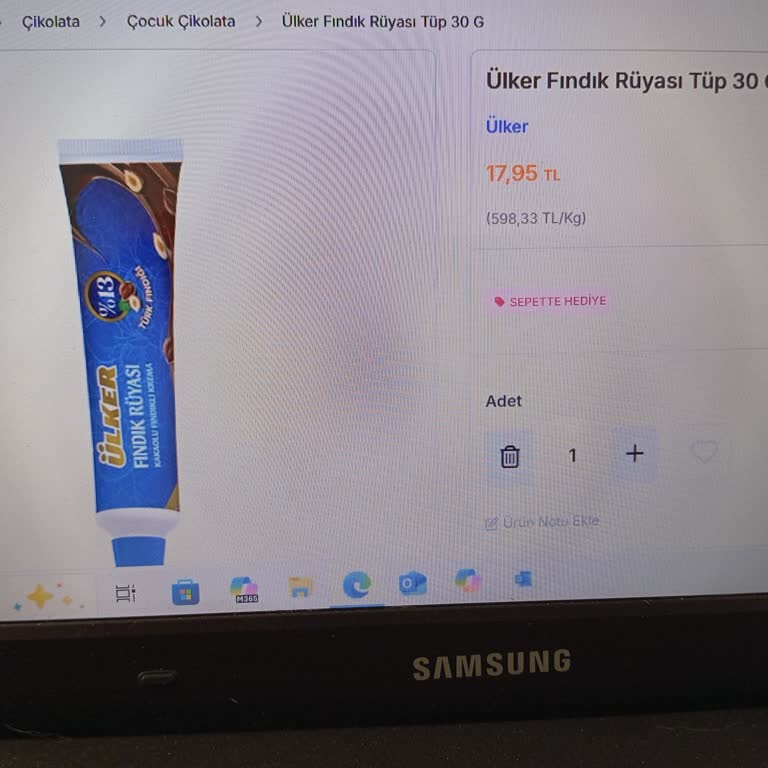 Çikolata > Çocuk Çikolata > Ülker Fındık Rüyası Tüp 30 G
Ülker Fındık Rüyası Tüp 30
Ülker
17,95 TL
(598,33 TL/Kg)
SEPETTE HEDİYE
Adet
1
Ürün Notu Ekle
%13
TÜRK FINDIĞI
ÜLKER
FINDIK RÜYASI
KAKAOLU FINDIKLI KREMA
M365
SAMSUNG